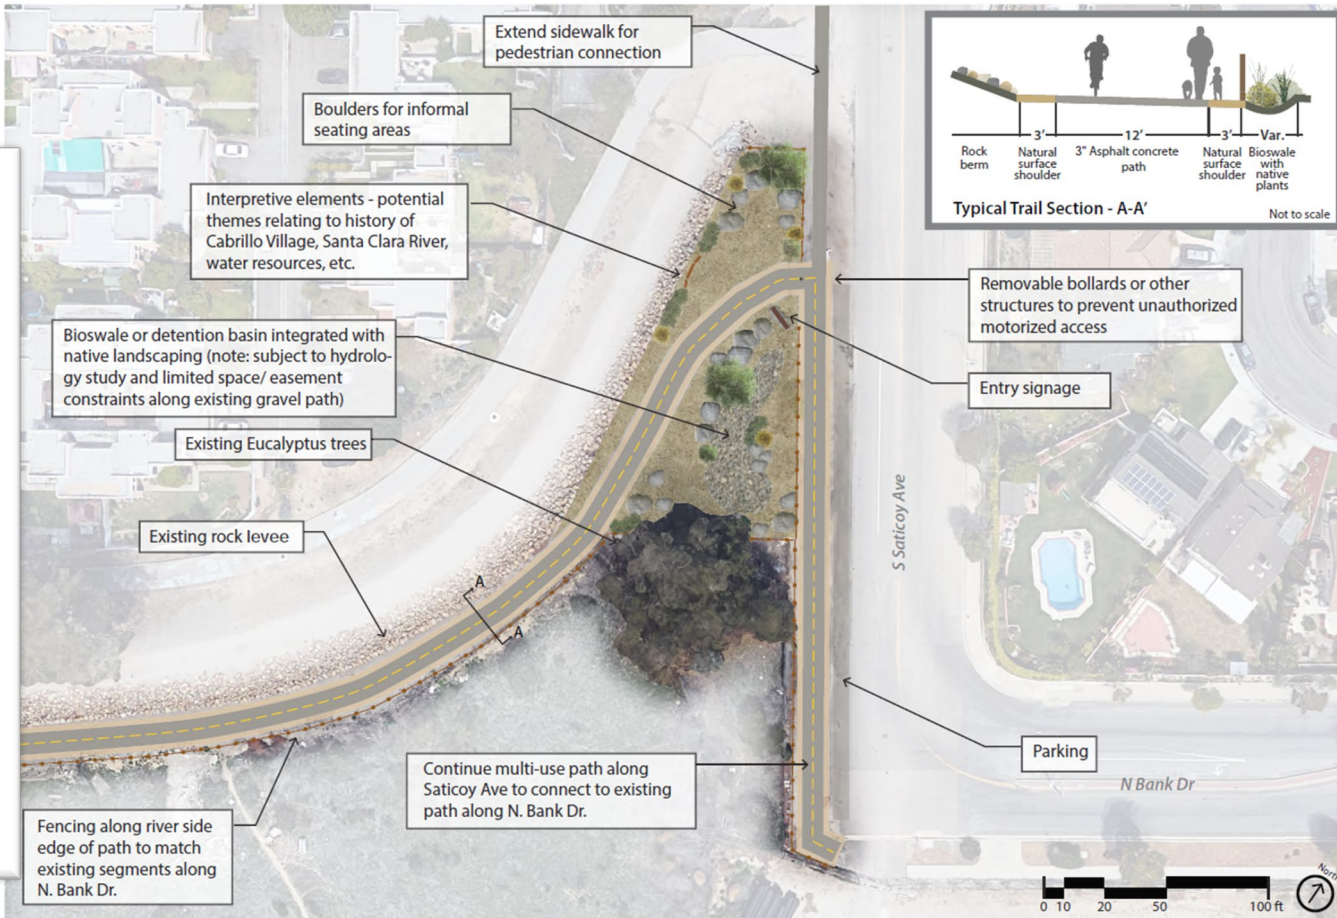 Extend sidewalk for
pedestrian connection
Boulders for informal
seating areas
Interpretive elements - potential
themes relating to history of
Cabrillo Village, Santa Clara River,
water resources, etc.
Bioswale or detention basin integrated with
native landscaping (note: subject to hydrolo-
gy study and limited space/ easement
constraints along existing gravel path)
Existing Eucalyptus trees
Existing rock levee
A
A
Fencing along river side
edge of path to match
existing segments along
N. Bank Dr.
Continue multi-use path along
Saticoy Ave to connect to existing
path along N. Bank Dr.
3'
12'
3'
Var.
Rock
berm
Natural
surface
shoulder
3" Asphalt concrete
path
Natural
surface
shoulder
Bioswale
with
native
plants
Typical Trail Section - A-A'
Not to scale
Removable bollards or other
structures to prevent unauthorized
motorized access
Entry signage
S Saticoy Ave
Parking
N Bank Dr
0 10 20 50 100 ft
North